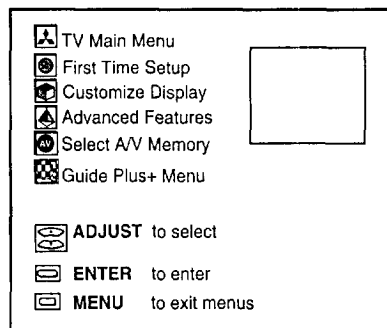 TV Main Menu
First Time Setup
Customize Display
Advanced Features
AV Select A/V Memory
Guide Plus+ Menu
ADJUST to select
ENTER to enter
MENU to exit menus